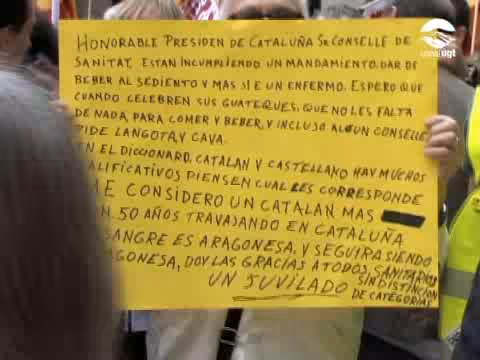 HONORABLE PRESIDEN DE CATALUÑA SR. CONSELLE DE
SANITAT, ESTAN INCUMPLIENDO UN MANDAMIENTO, DAR DE
BEBER AL SEDIENTO Y MAS SI E UN ENFERMO. ESPERO QUE
CUANDO CELEBREN SUS GUATEQUES, QUE NO LES FALTA
DE NADA, PARA COMER Y BEBER, Y INCLUSO ALGUN CONSELLE
PIDE LANGOTA, Y CAVA.
EN EL DICCIONARO, CATALAN Y CASTELLANO HAY MUCHOS
CALIFICATIVOS PIENSEN CUAL LES CORRESPONDE
ME CONSIDERO UN CATALAN MAS
50 AÑOS TRAVAJANDO EN CATALUÑA
SANGRE ES ARAGONESA, Y SEGUIRA SIENDO
ARAGONESA, DOY LAS GRACIAS A TODOS, SANITARIOS
SIN DISTINCION
DE CATEGORIAS
UN JUVILADO
ugt